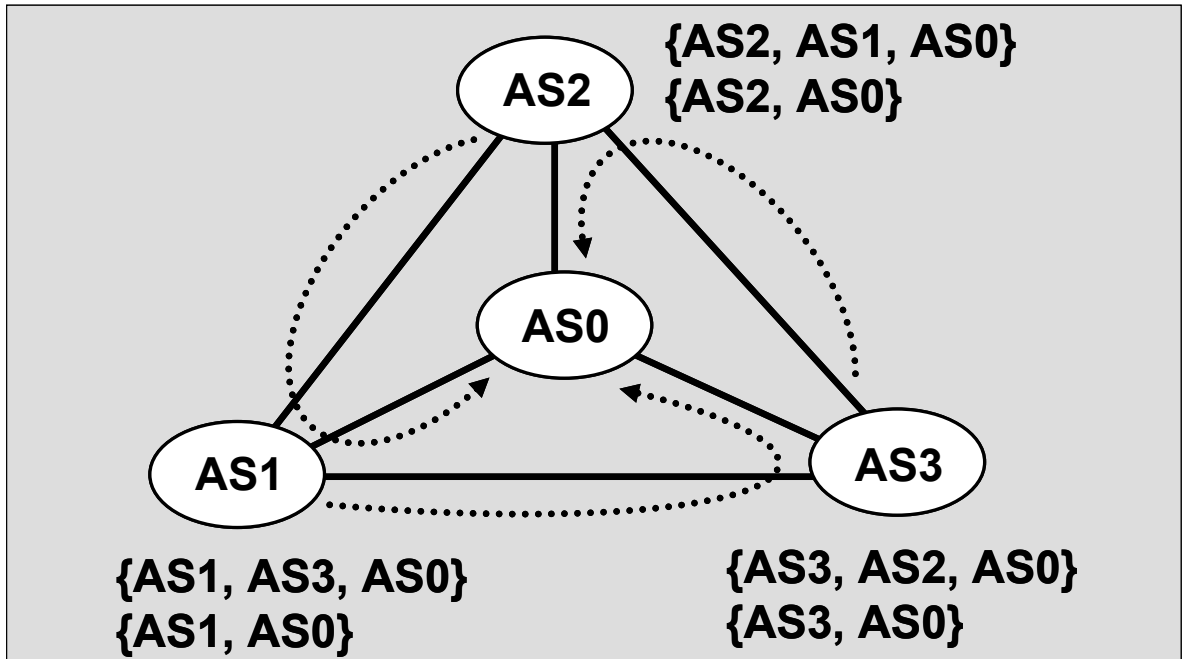 {AS2, AS1, AS0}
{AS2, AS0}
AS2
AS0
AS1
AS3
{AS1, AS3, AS0}
{AS1, AS0}
{AS3, AS2, AS0}
{AS3, AS0}